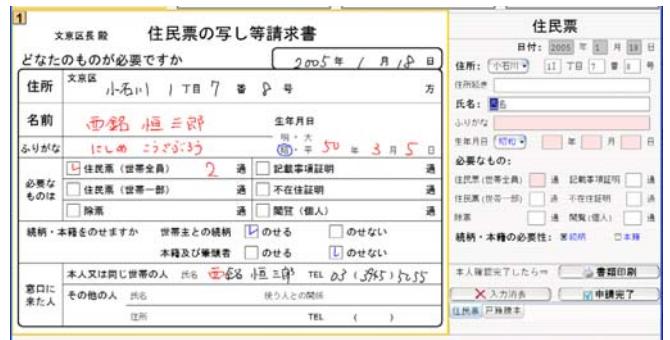 1
文京区長殿 住民票の写し等請求書
どなたのものが必要ですか 2005年 1月18日
住所 文京区 小石川 1丁目 7番 8号 方
名前 西銘 恒三郎 生年月日
明・大
ふりがな にしめ こうざぶろう 昭・平 50年 3月 5日
必要なものは
住民票(世帯全員) 2通 記載事項証明 通
住民票(世帯一部) 通 不在住証明 通
除票 通 閲覧(個人) 通
続柄・本籍をのせますか 世帯主との続柄 のせる のせない
本籍及び筆頭者 のせる のせない
窓口に来た人
本人又は同じ世帯の人 氏名 西銘 恒三郎 TEL 03(3965)5055
その他の人 氏名 使う人との関係
住所 TEL ( )
住民票
日付: 2005年 1月 18日
住所: 小石川 1丁目 7番 8号
住所続き
氏名: 名
ふりがな
生年月日 昭和 年 月 日
必要なもの:
住民票(世帯全員) 通 記載事項証明 通
住民票(世帯一部) 通 不在住証明 通
除票 通 閲覧(個人) 通
続柄・本籍の必要性: 続柄 本籍
本人確認完了したら⇒ 書類印刷
入力消去 申請完了
住民票 戸籍謄本